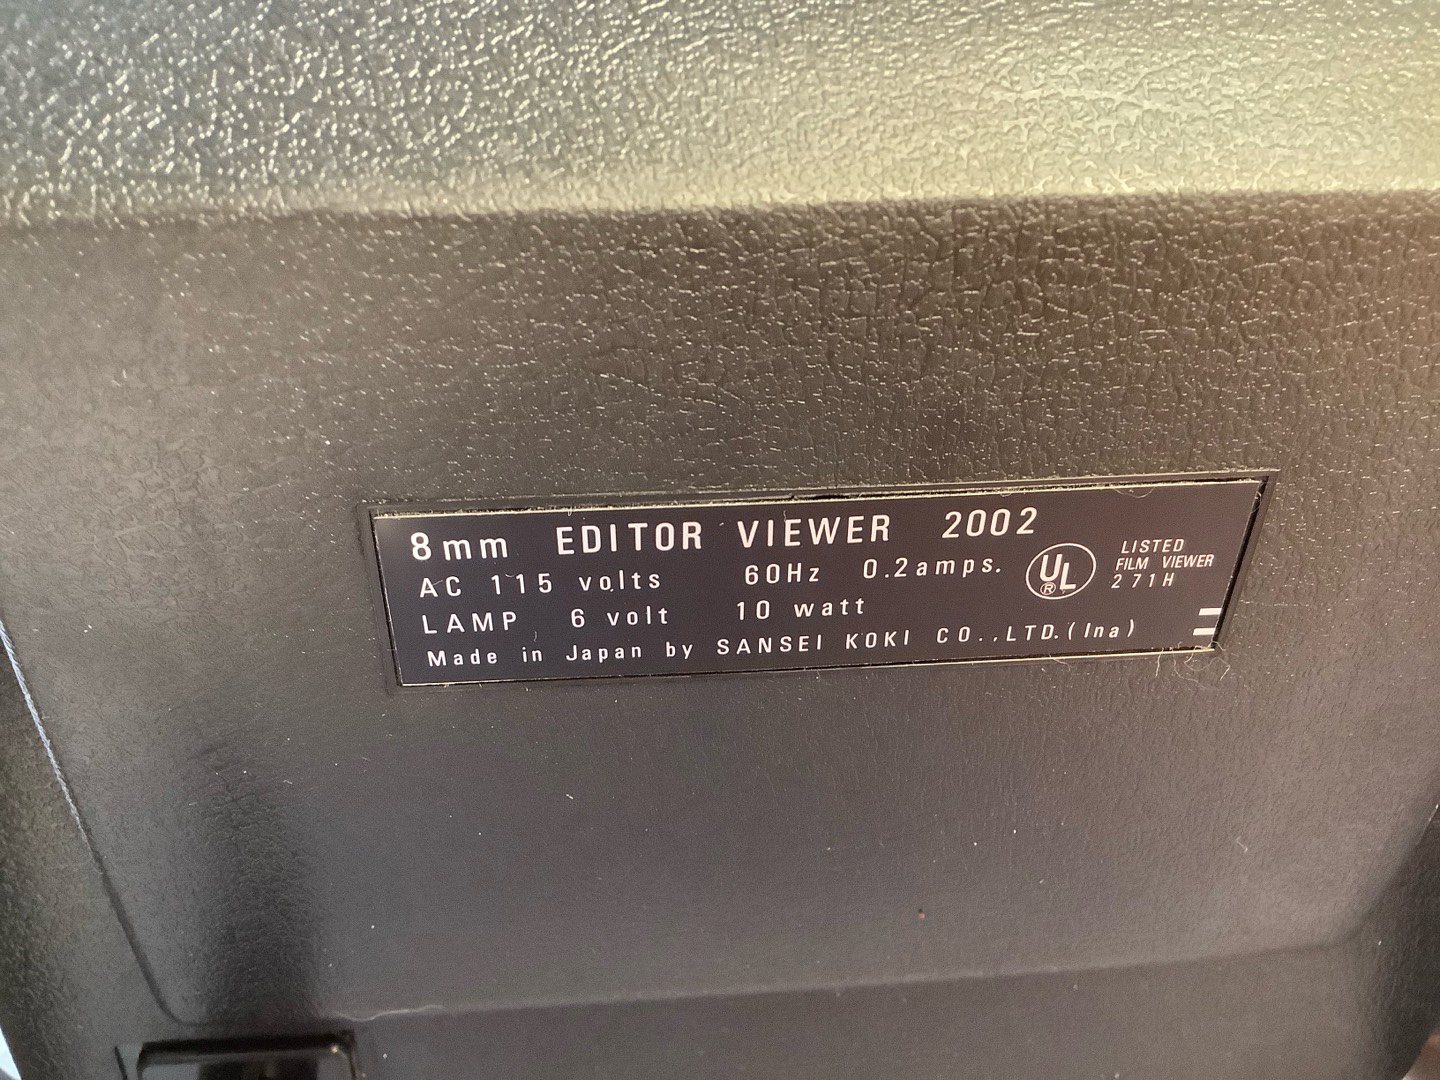 8mm EDITOR VIEWER 2002
AC 115 volts 60Hz 0.2amps.
LAMP 6 volt 10 watt
Made in Japan by SANSEI KOKI CO.,LTD.(Ina)
UL
®
LISTED
FILM VIEWER
271H